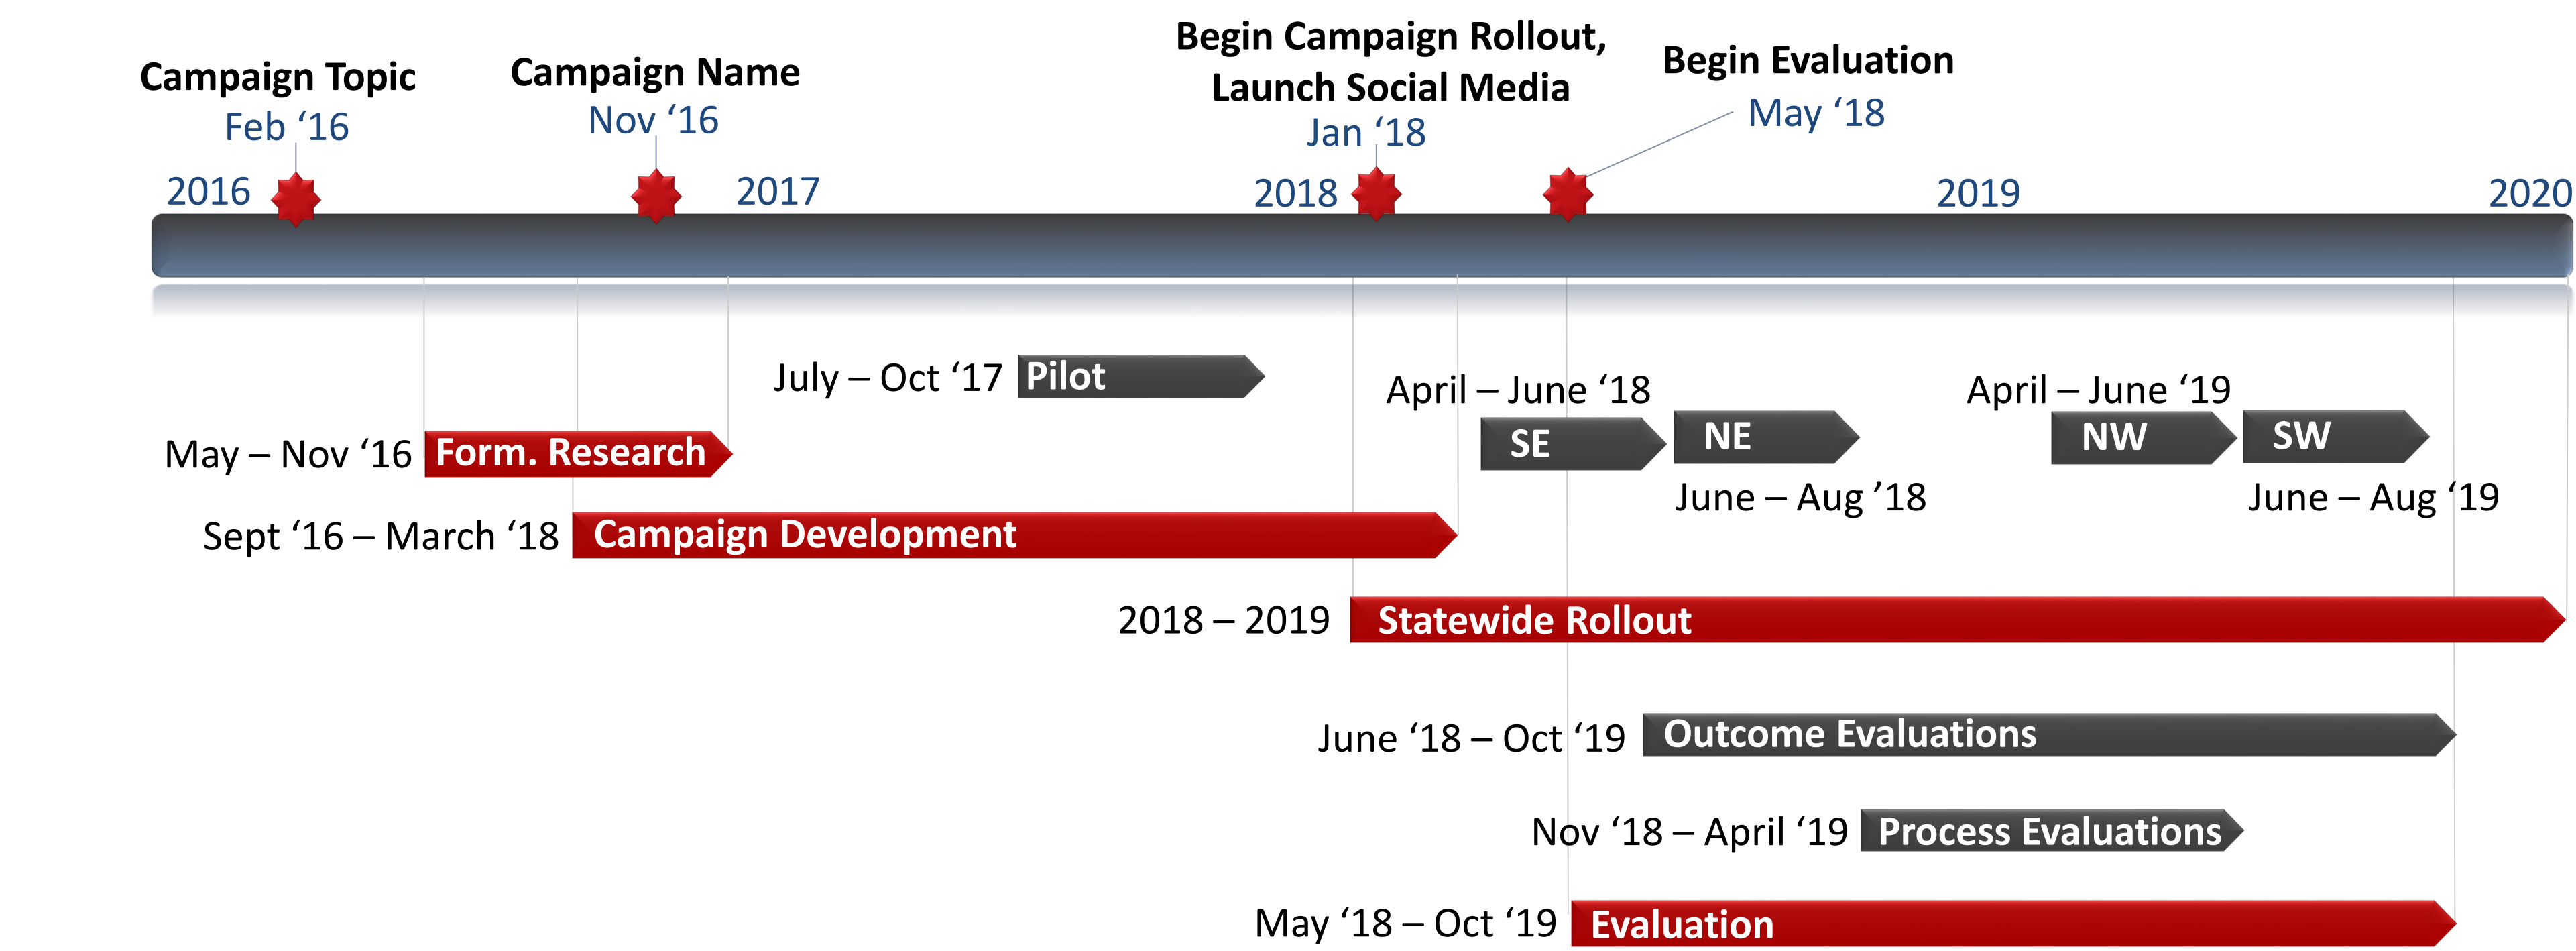 Begin Campaign Rollout,
Launch Social Media
Jan ‘18
Campaign Topic
Feb ‘16
Campaign Name
Nov ‘16
Begin Evaluation
May ‘18
2016
2017
2018
2019
2020
July – Oct ‘17
Pilot
April – June ‘18
SE
NE
June – Aug ’18
April – June ‘19
NW
SW
June – Aug ‘19
May – Nov ‘16
Form. Research
Sept ‘16 – March ‘18
Campaign Development
2018 – 2019
Statewide Rollout
June ‘18 – Oct ‘19
Outcome Evaluations
Nov ‘18 – April ‘19
Process Evaluations
May ‘18 – Oct ‘19
Evaluation